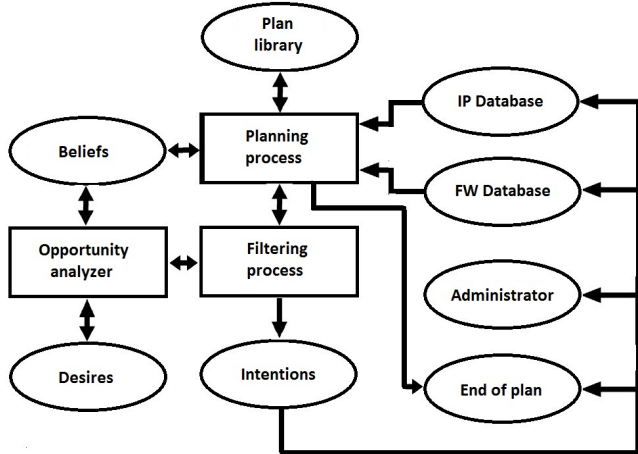 Plan
library
IP Database
Planning
process
Beliefs
FW Database
Opportunity
analyzer
Filtering
process
Administrator
Desires
Intentions
End of plan